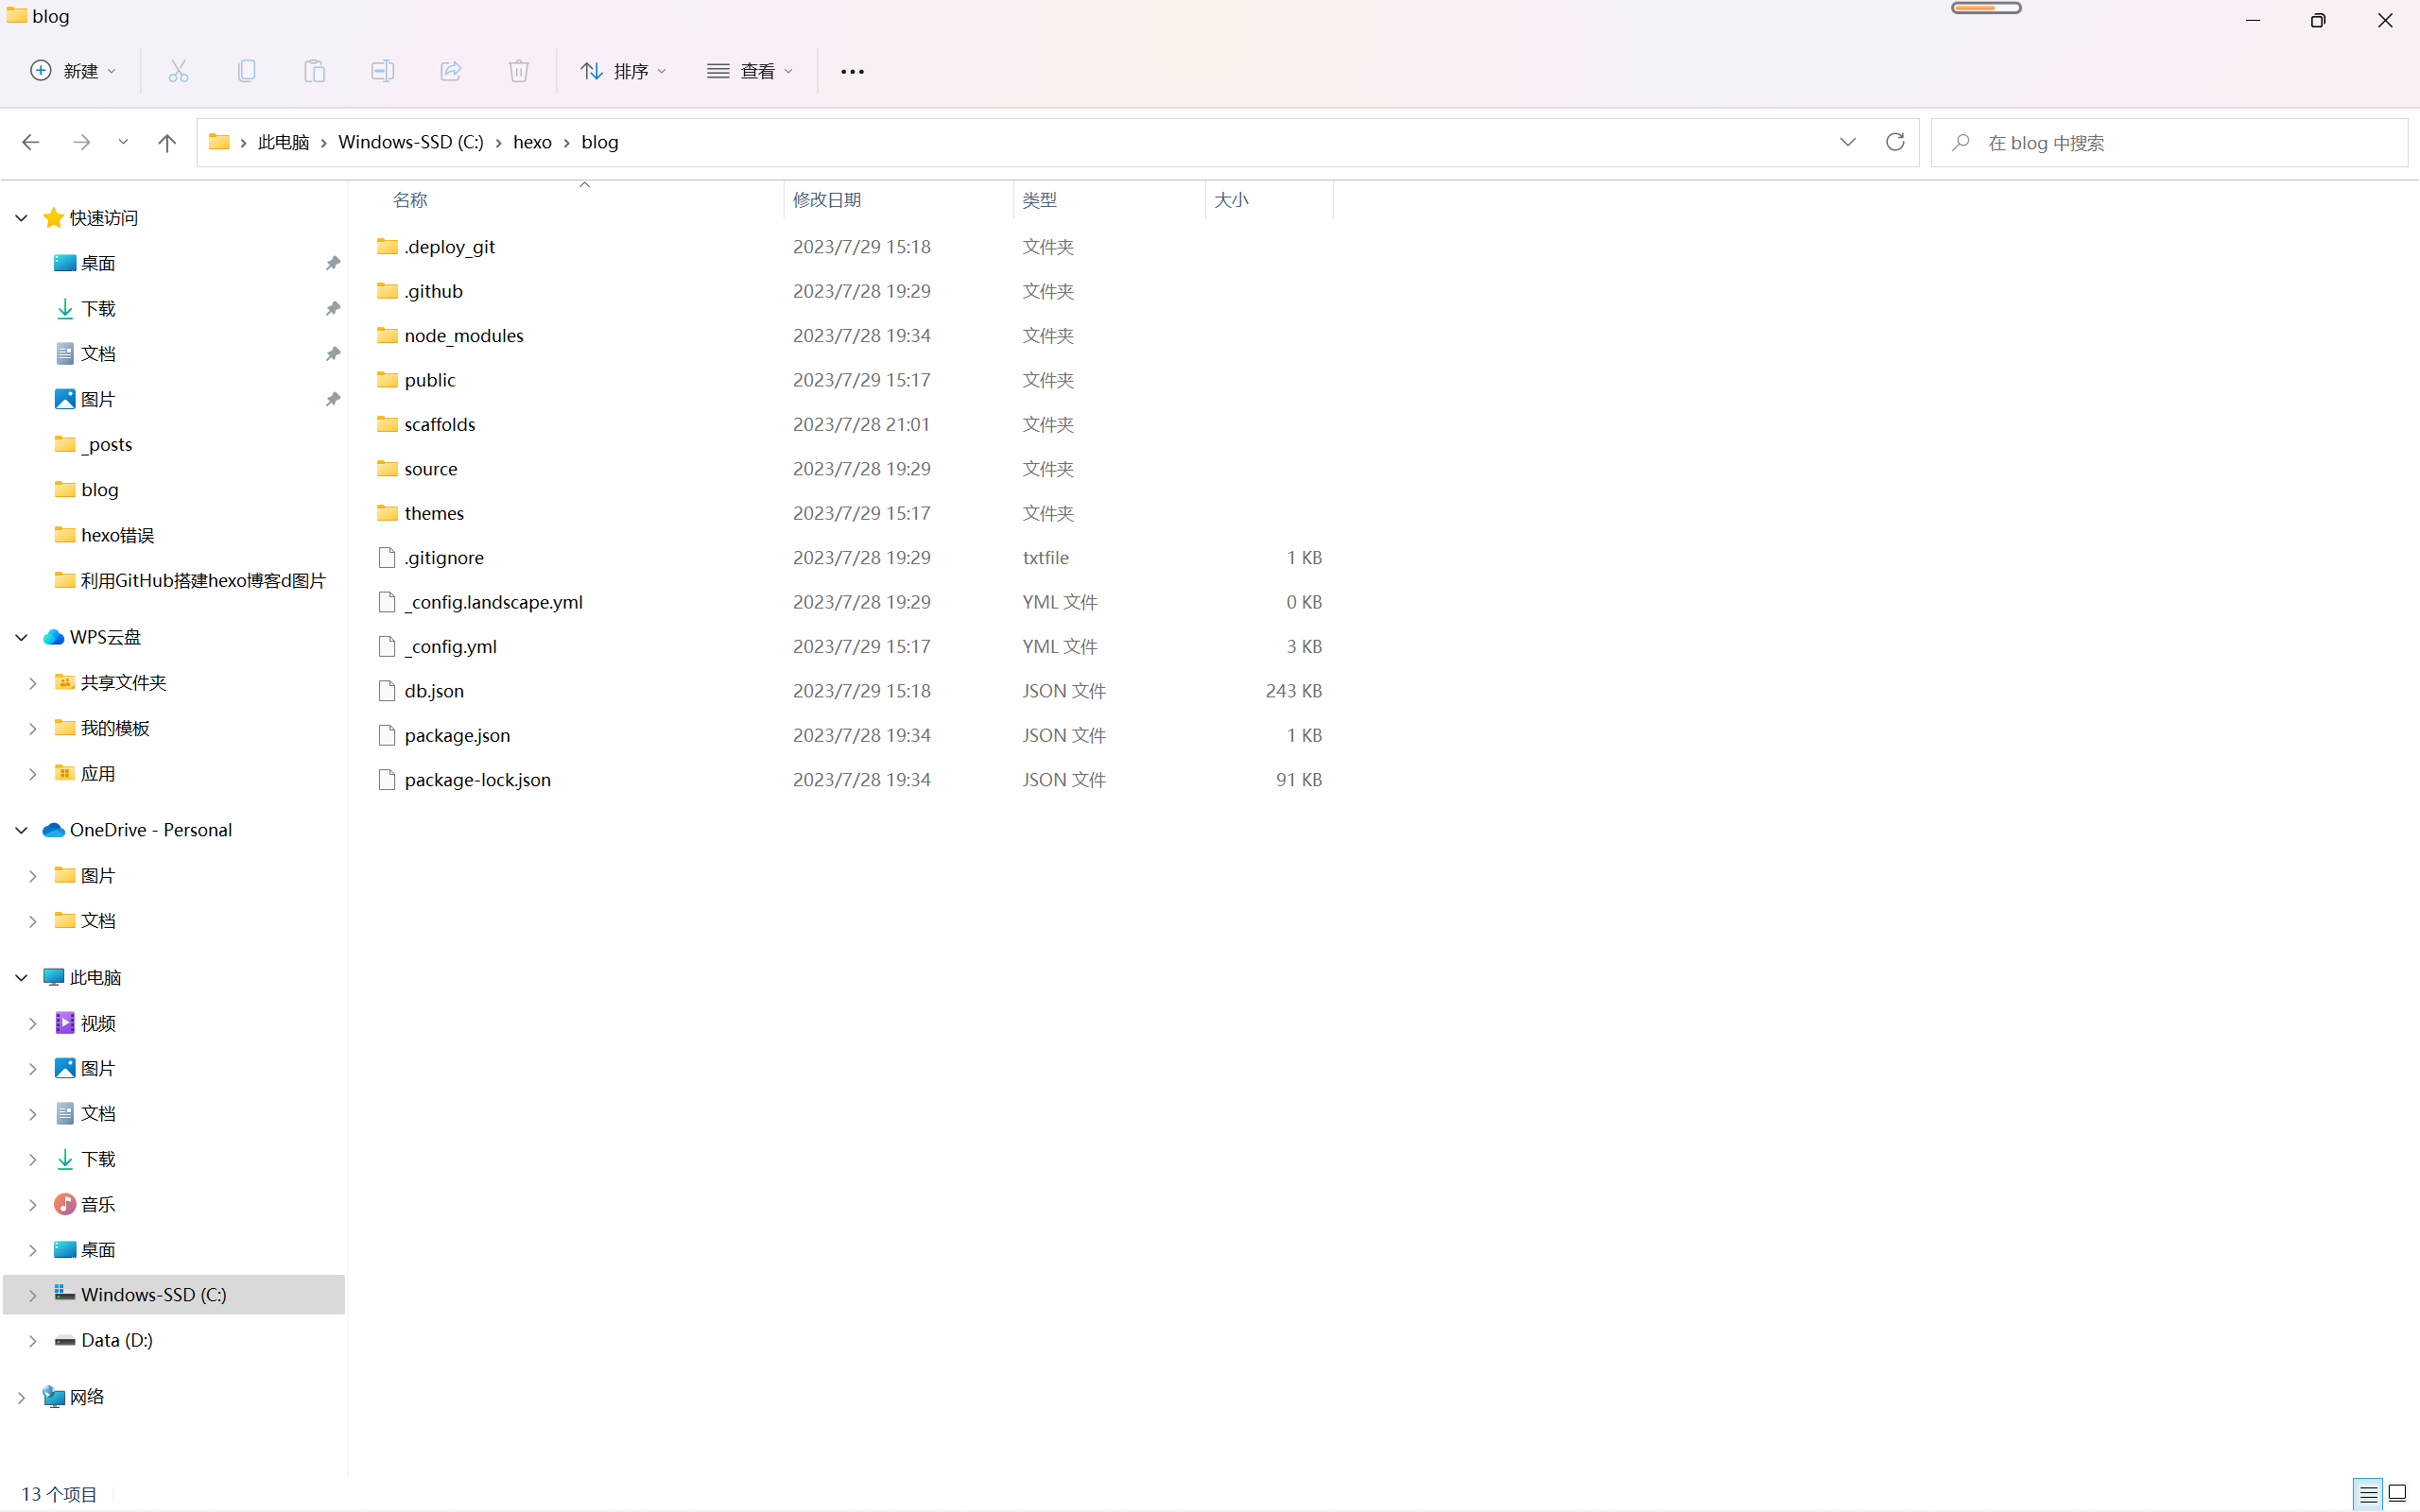 blog
新建
排序
查看
此电脑 › Windows-SSD (C:) › hexo › blog
在 blog 中搜索
快速访问
桌面
下载
文档
图片
_posts
blog
hexo错误
利用GitHub搭建hexo博客d图片
WPS云盘
共享文件夹
我的模板
应用
OneDrive - Personal
图片
文档
此电脑
视频
图片
文档
下载
音乐
桌面
Windows-SSD (C:)
Data (D:)
网络
名称 修改日期 类型 大小
.deploy_git 2023/7/29 15:18 文件夹
.github 2023/7/28 19:29 文件夹
node_modules 2023/7/28 19:34 文件夹
public 2023/7/29 15:17 文件夹
scaffolds 2023/7/28 21:01 文件夹
source 2023/7/28 19:29 文件夹
themes 2023/7/29 15:17 文件夹
.gitignore 2023/7/28 19:29 txtfile 1 KB
_config.landscape.yml 2023/7/28 19:29 YML 文件 0 KB
_config.yml 2023/7/29 15:17 YML 文件 3 KB
db.json 2023/7/29 15:18 JSON 文件 243 KB
package.json 2023/7/28 19:34 JSON 文件 1 KB
package-lock.json 2023/7/28 19:34 JSON 文件 91 KB
13 个项目